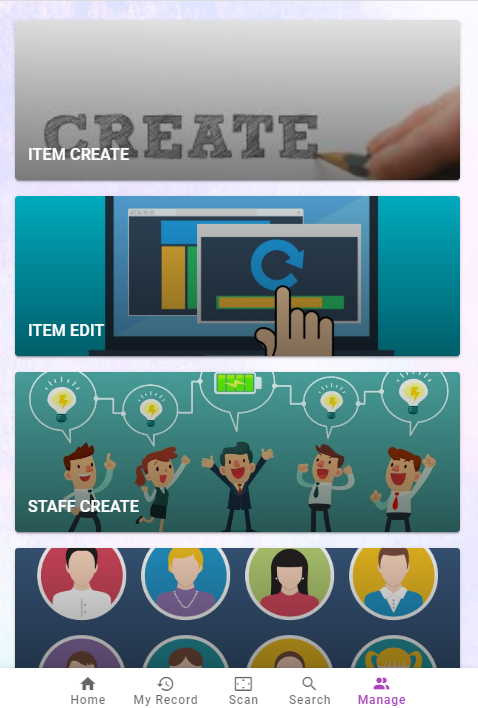 CREATE
ITEM CREATE
ITEM EDIT
STAFF CREATE
Home
My Record
Scan
Search
Manage